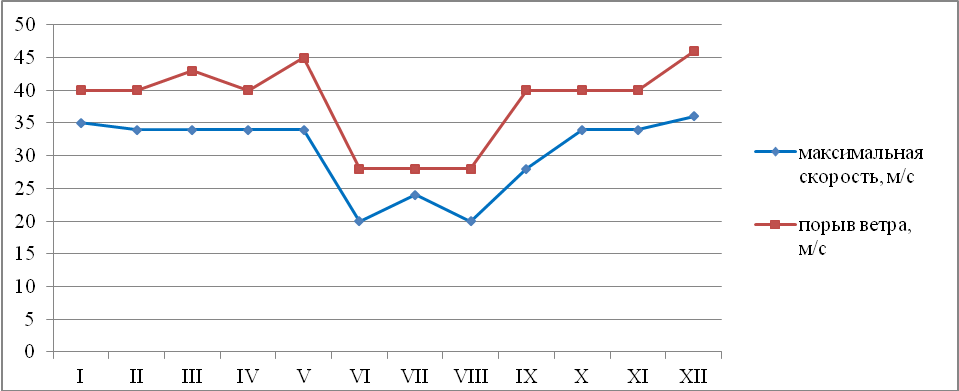 50
45
40
35
30
25
20
15
10
5
0
I II III IV V VI VII VIII IX X XI XII
максимальная
скорость, м/с
порыв ветра,
м/с